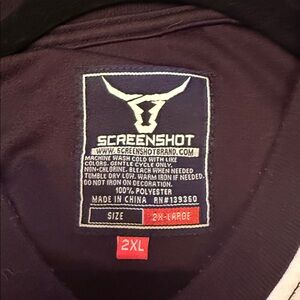 SCREENSHOT
WWW.SCREENSHOTBRAND.COM
MACHINE WASH COLD WITH LIKE
COLORS. GENTLE CYCLE ONLY.
NON-CHLORINE. BLEACH WHEN NEEDED
TUMBLE DRY LOW. WARM IRON IF NEEDED.
DO NOT IRON ON DECORATION.
100% POLYESTER
MADE IN CHINA RN#139360
SIZE 2X-LARGE
2XL